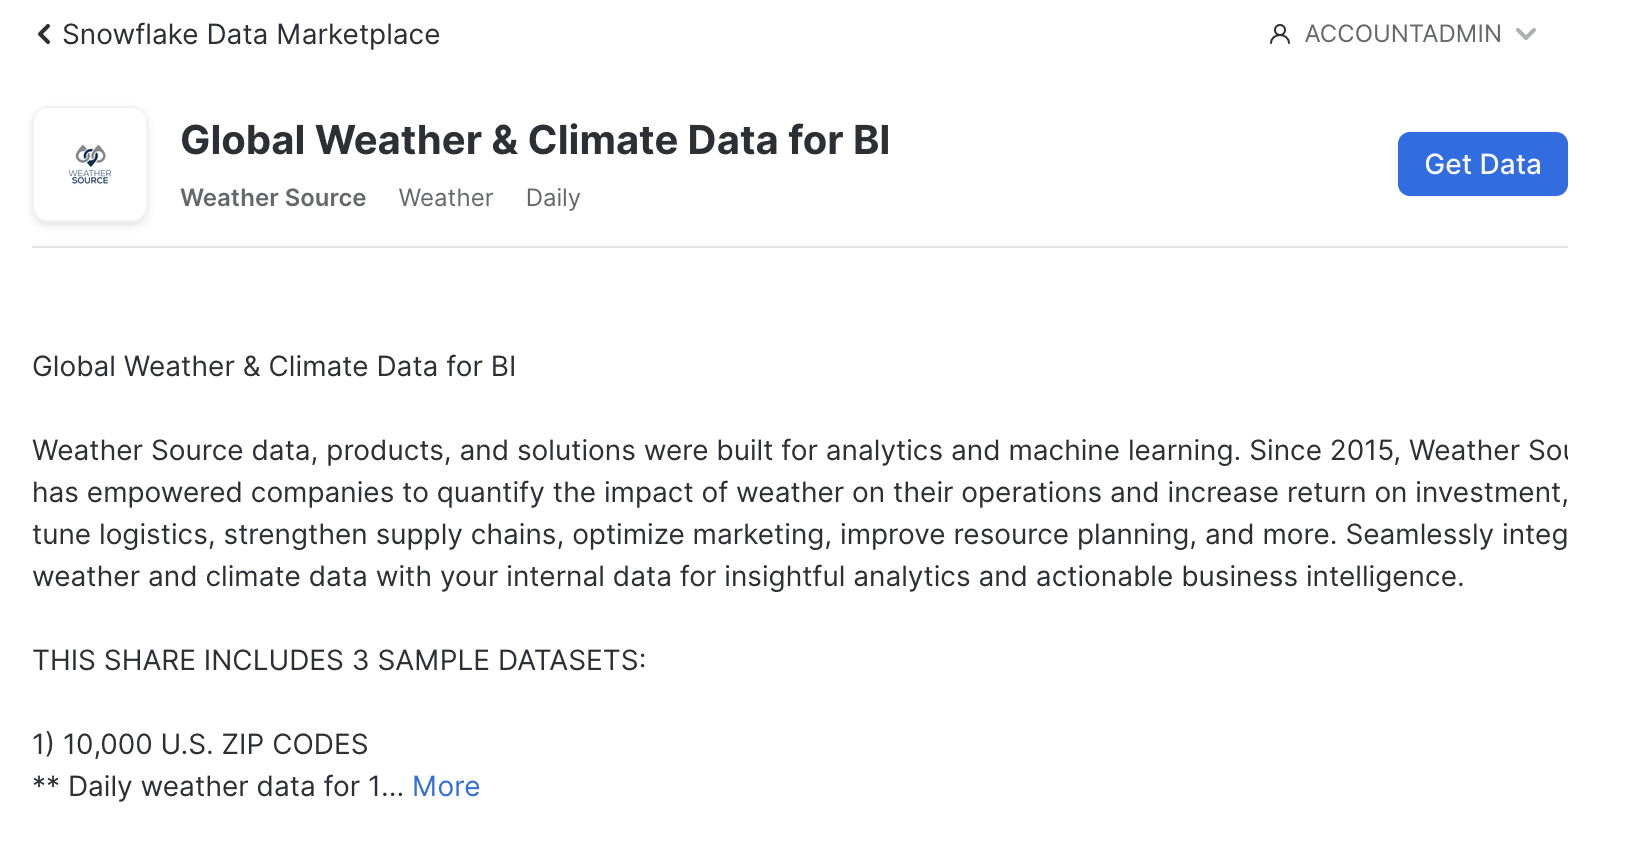 Snowflake Data Marketplace
ACCOUNTADMIN
WEATHER
SOURCE
Global Weather & Climate Data for BI
Weather Source Weather Daily
Get Data
Global Weather & Climate Data for BI
Weather Source data, products, and solutions were built for analytics and machine learning. Since 2015, Weather Sou
has empowered companies to quantify the impact of weather on their operations and increase return on investment,
tune logistics, strengthen supply chains, optimize marketing, improve resource planning, and more. Seamlessly integ
weather and climate data with your internal data for insightful analytics and actionable business intelligence.
THIS SHARE INCLUDES 3 SAMPLE DATASETS:
1) 10,000 U.S. ZIP CODES
** Daily weather data for 1... More